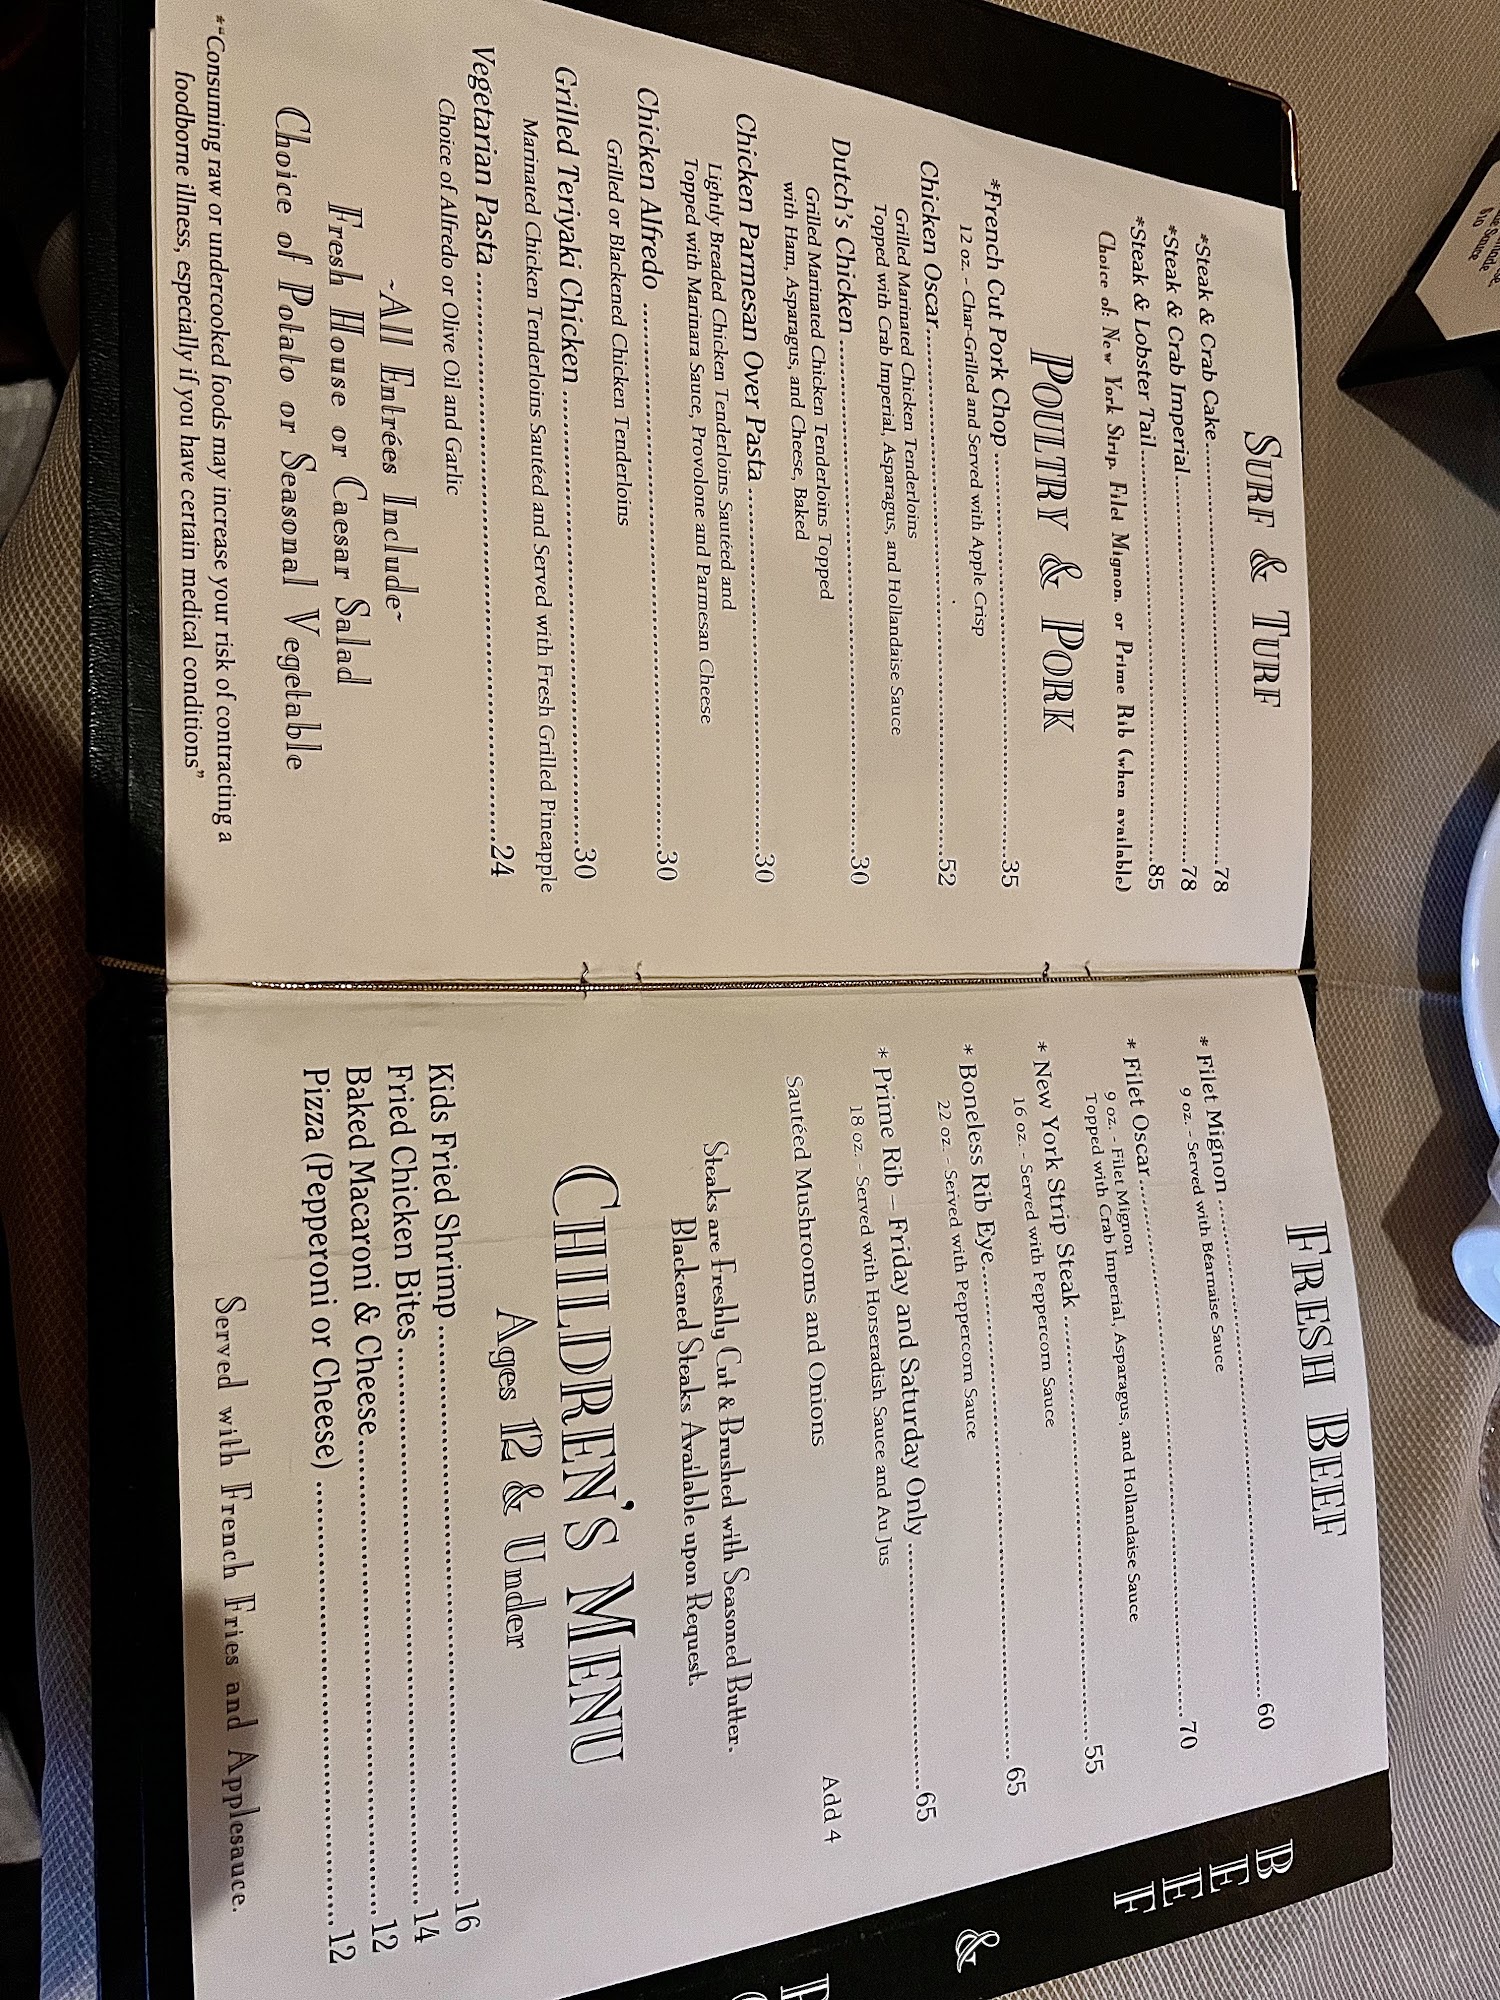 SURF & TURF
*Steak & Crab Cake..........78
*Steak & Crab Imperial..........78
*Steak & Lobster Tail..........85
Choice of: New York Strip, Filet Mignon, or Prime Rib (when available)
POULTRY & PORK
*French Cut Pork Chop..........35
12 oz. - Char-Grilled and Served with Apple Crisp
Chicken Oscar..........52
Grilled Marinated Chicken Tenderloins
Topped with Crab Imperial, Asparagus, and Hollandaise Sauce
Dutch's Chicken..........30
Grilled Marinated Chicken Tenderloins Topped
with Ham, Asparagus, and Cheese, Baked
Chicken Parmesan Over Pasta..........30
Lightly Breaded Chicken Tenderloins Sautéed and
Topped with Marinara Sauce, Provolone and Parmesan Cheese
Chicken Alfredo..........30
Grilled or Blackened Chicken Tenderloins
Grilled Teriyaki Chicken..........30
Marinated Chicken Tenderloins Sautéed and Served with Fresh Grilled Pineapple
Vegetarian Pasta..........24
Choice of Alfredo or Olive Oil and Garlic
~All Entrées Include~
Fresh House or Caesar Salad
Choice of Potato or Seasonal Vegetable
*"Consuming raw or undercooked foods may increase your risk of contracting a
foodborne illness, especially if you have certain medical conditions"
FRESH BEEF
* Filet Mignon..........60
9 oz. - Served with Béarnaise Sauce
* Filet Oscar..........70
9 oz. - Filet Mignon
Topped with Crab Imperial, Asparagus, and Hollandaise Sauce
* New York Strip Steak..........55
16 oz. - Served with Peppercorn Sauce
* Boneless Rib Eye..........65
22 oz. - Served with Peppercorn Sauce
* Prime Rib – Friday and Saturday Only..........65
18 oz. - Served with Horseradish Sauce and Au Jus
Sautéed Mushrooms and Onions Add 4
Steaks are Freshly Cut & Brushed with Seasoned Butter.
Blackened Steaks Available upon Request.
CHILDREN'S MENU
Ages 12 & Under
Kids Fried Shrimp..........16
Fried Chicken Bites..........14
Baked Macaroni & Cheese..........12
Pizza (Pepperoni or Cheese)..........12
Served with French Fries and Applesauce.
BEEF
&
$10